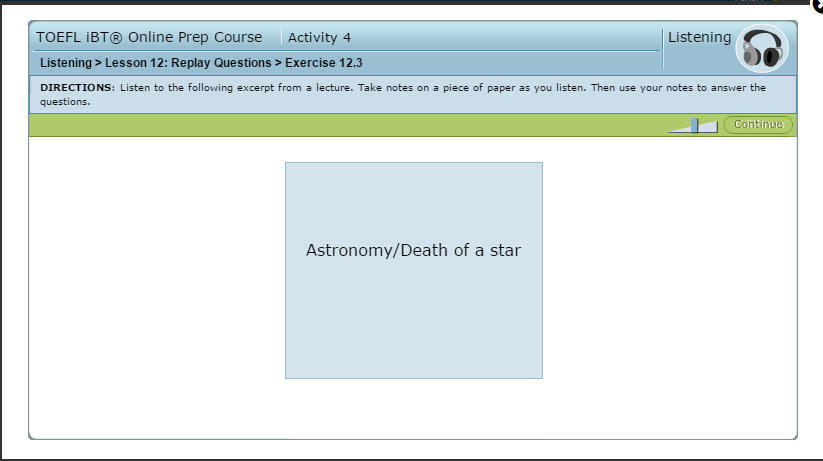 TOEFL iBT® Online Prep Course Activity 4 Listening
Listening > Lesson 12: Replay Questions > Exercise 12.3
DIRECTIONS: Listen to the following excerpt from a lecture. Take notes on a piece of paper as you listen. Then use your notes to answer the
questions.
Continue
Astronomy/Death of a star